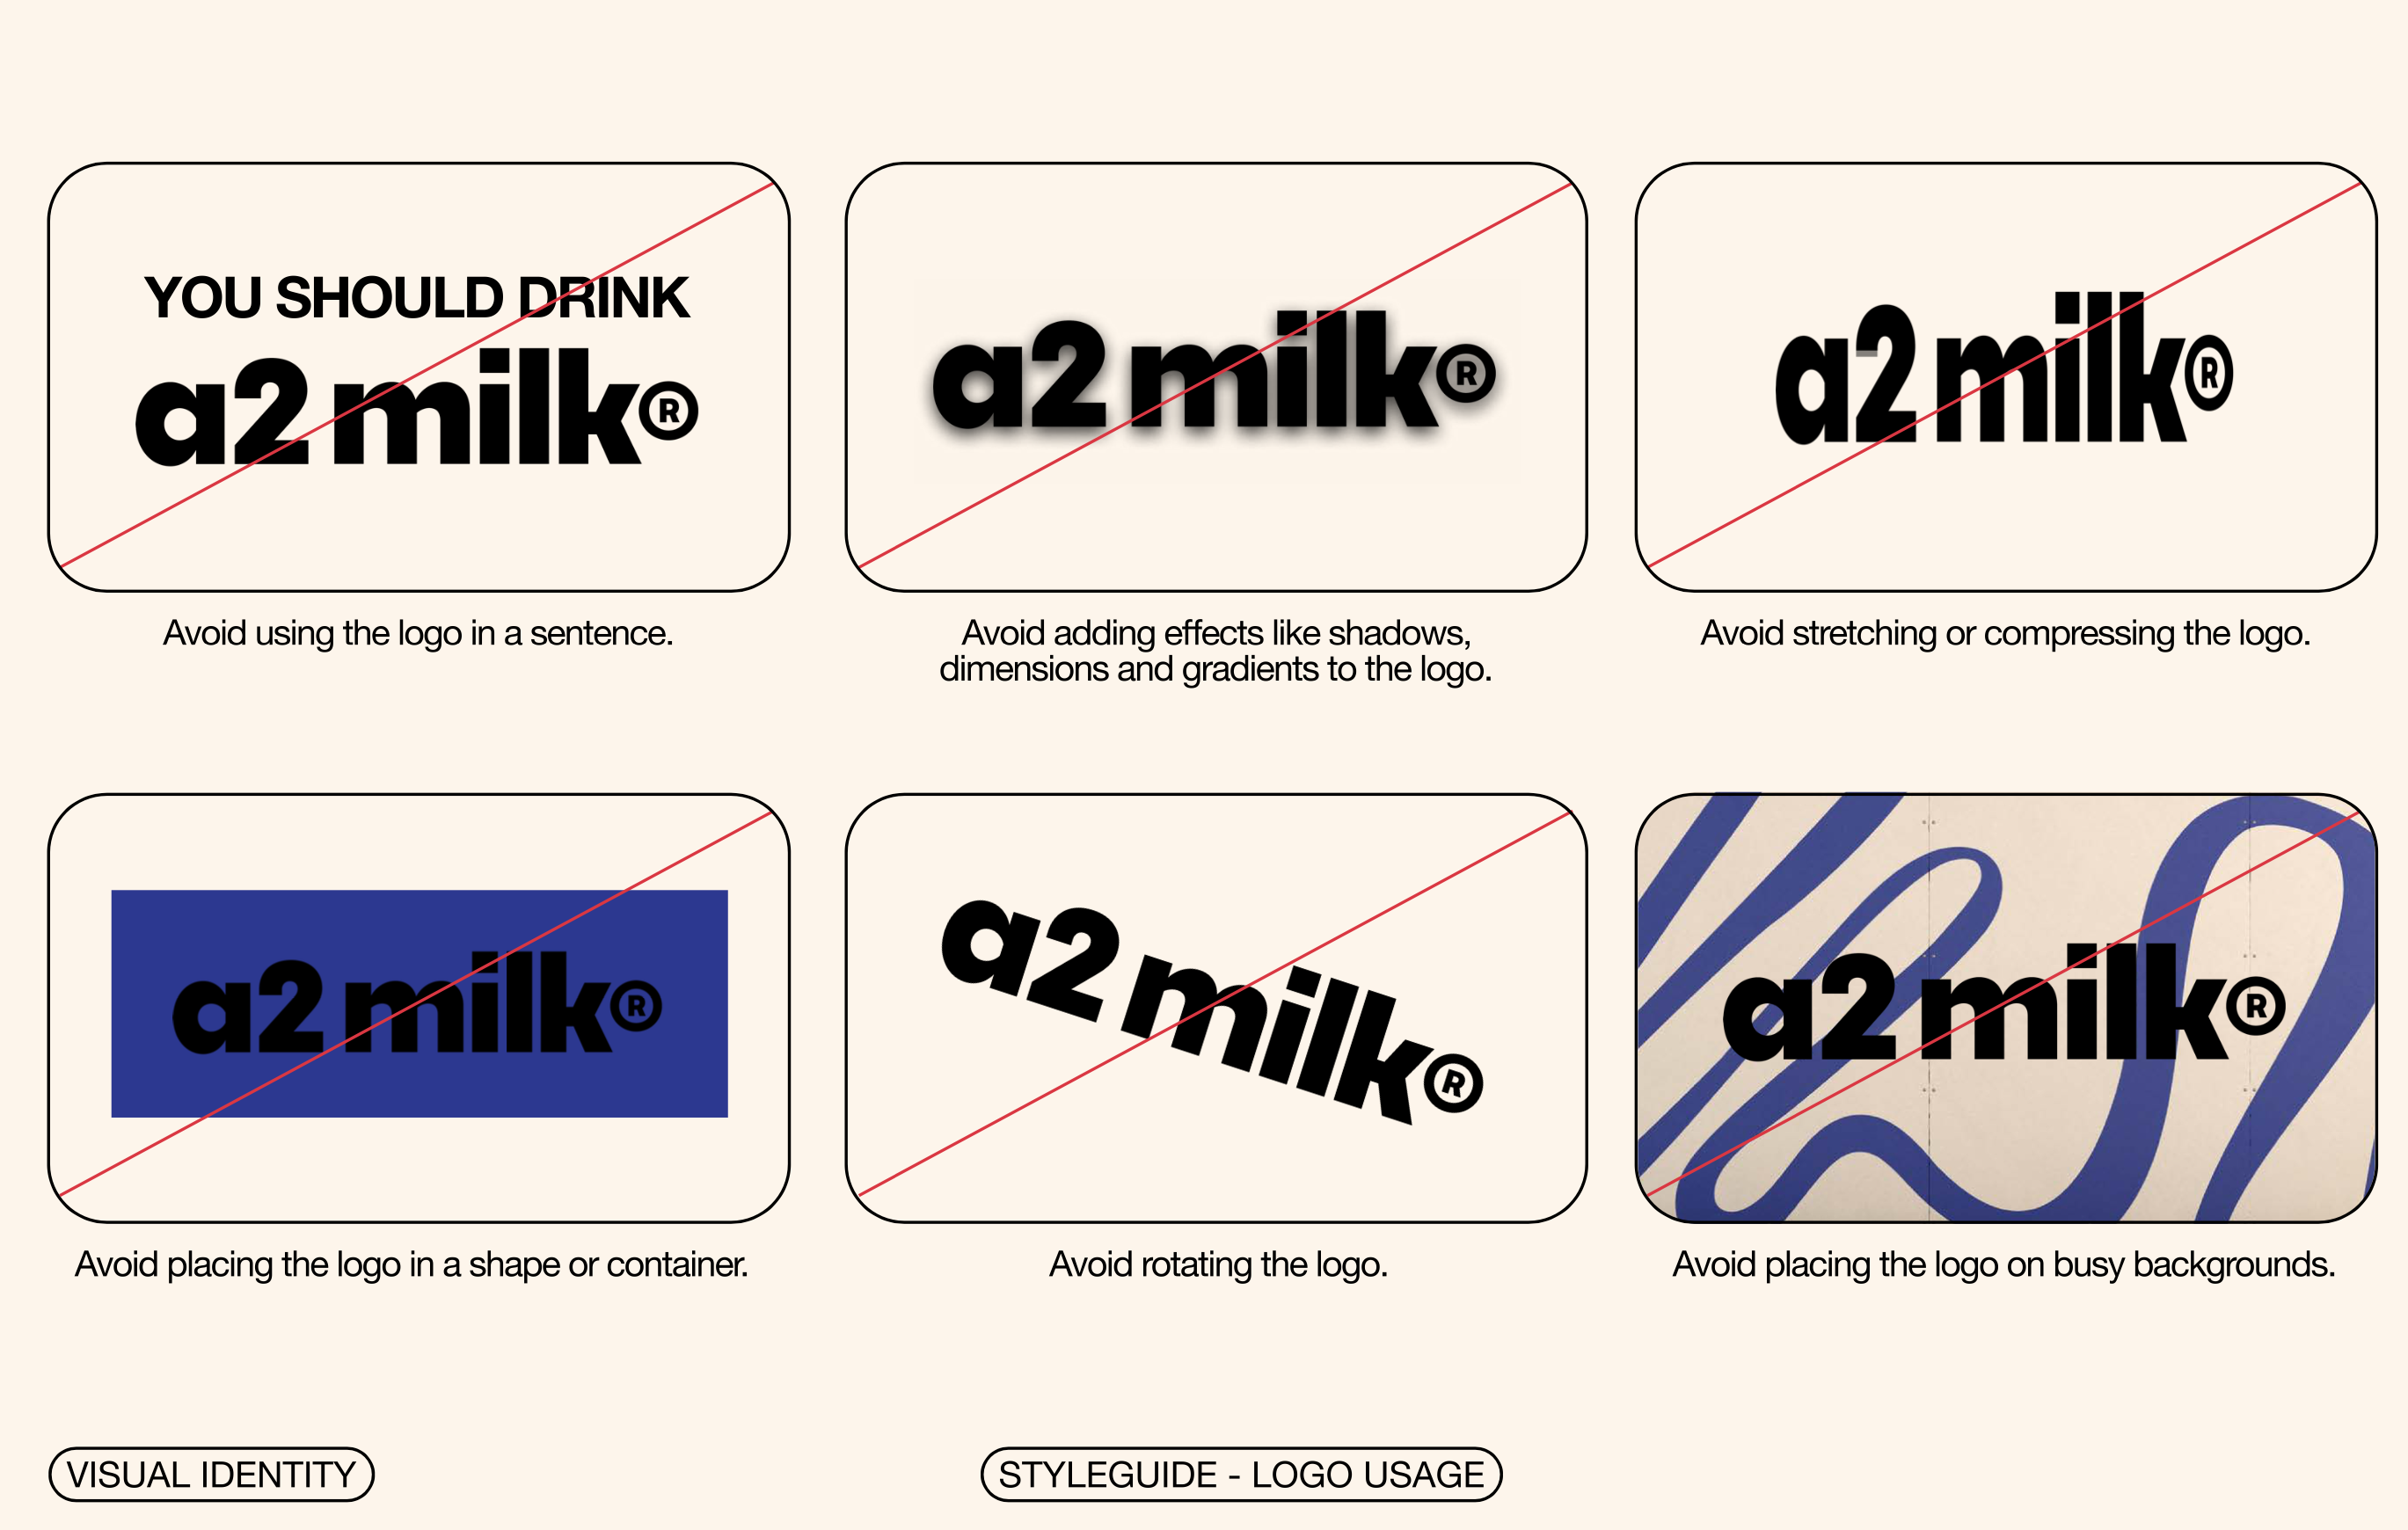 YOU SHOULD DRINK
a2 milk®
Avoid using the logo in a sentence.
a2 milk®
Avoid adding effects like shadows,
dimensions and gradients to the logo.
a2 milk®
Avoid stretching or compressing the logo.
a2 milk®
Avoid placing the logo in a shape or container.
a2 milk®
Avoid rotating the logo.
a2 milk®
Avoid placing the logo on busy backgrounds.
VISUAL IDENTITY
STYLEGUIDE - LOGO USAGE